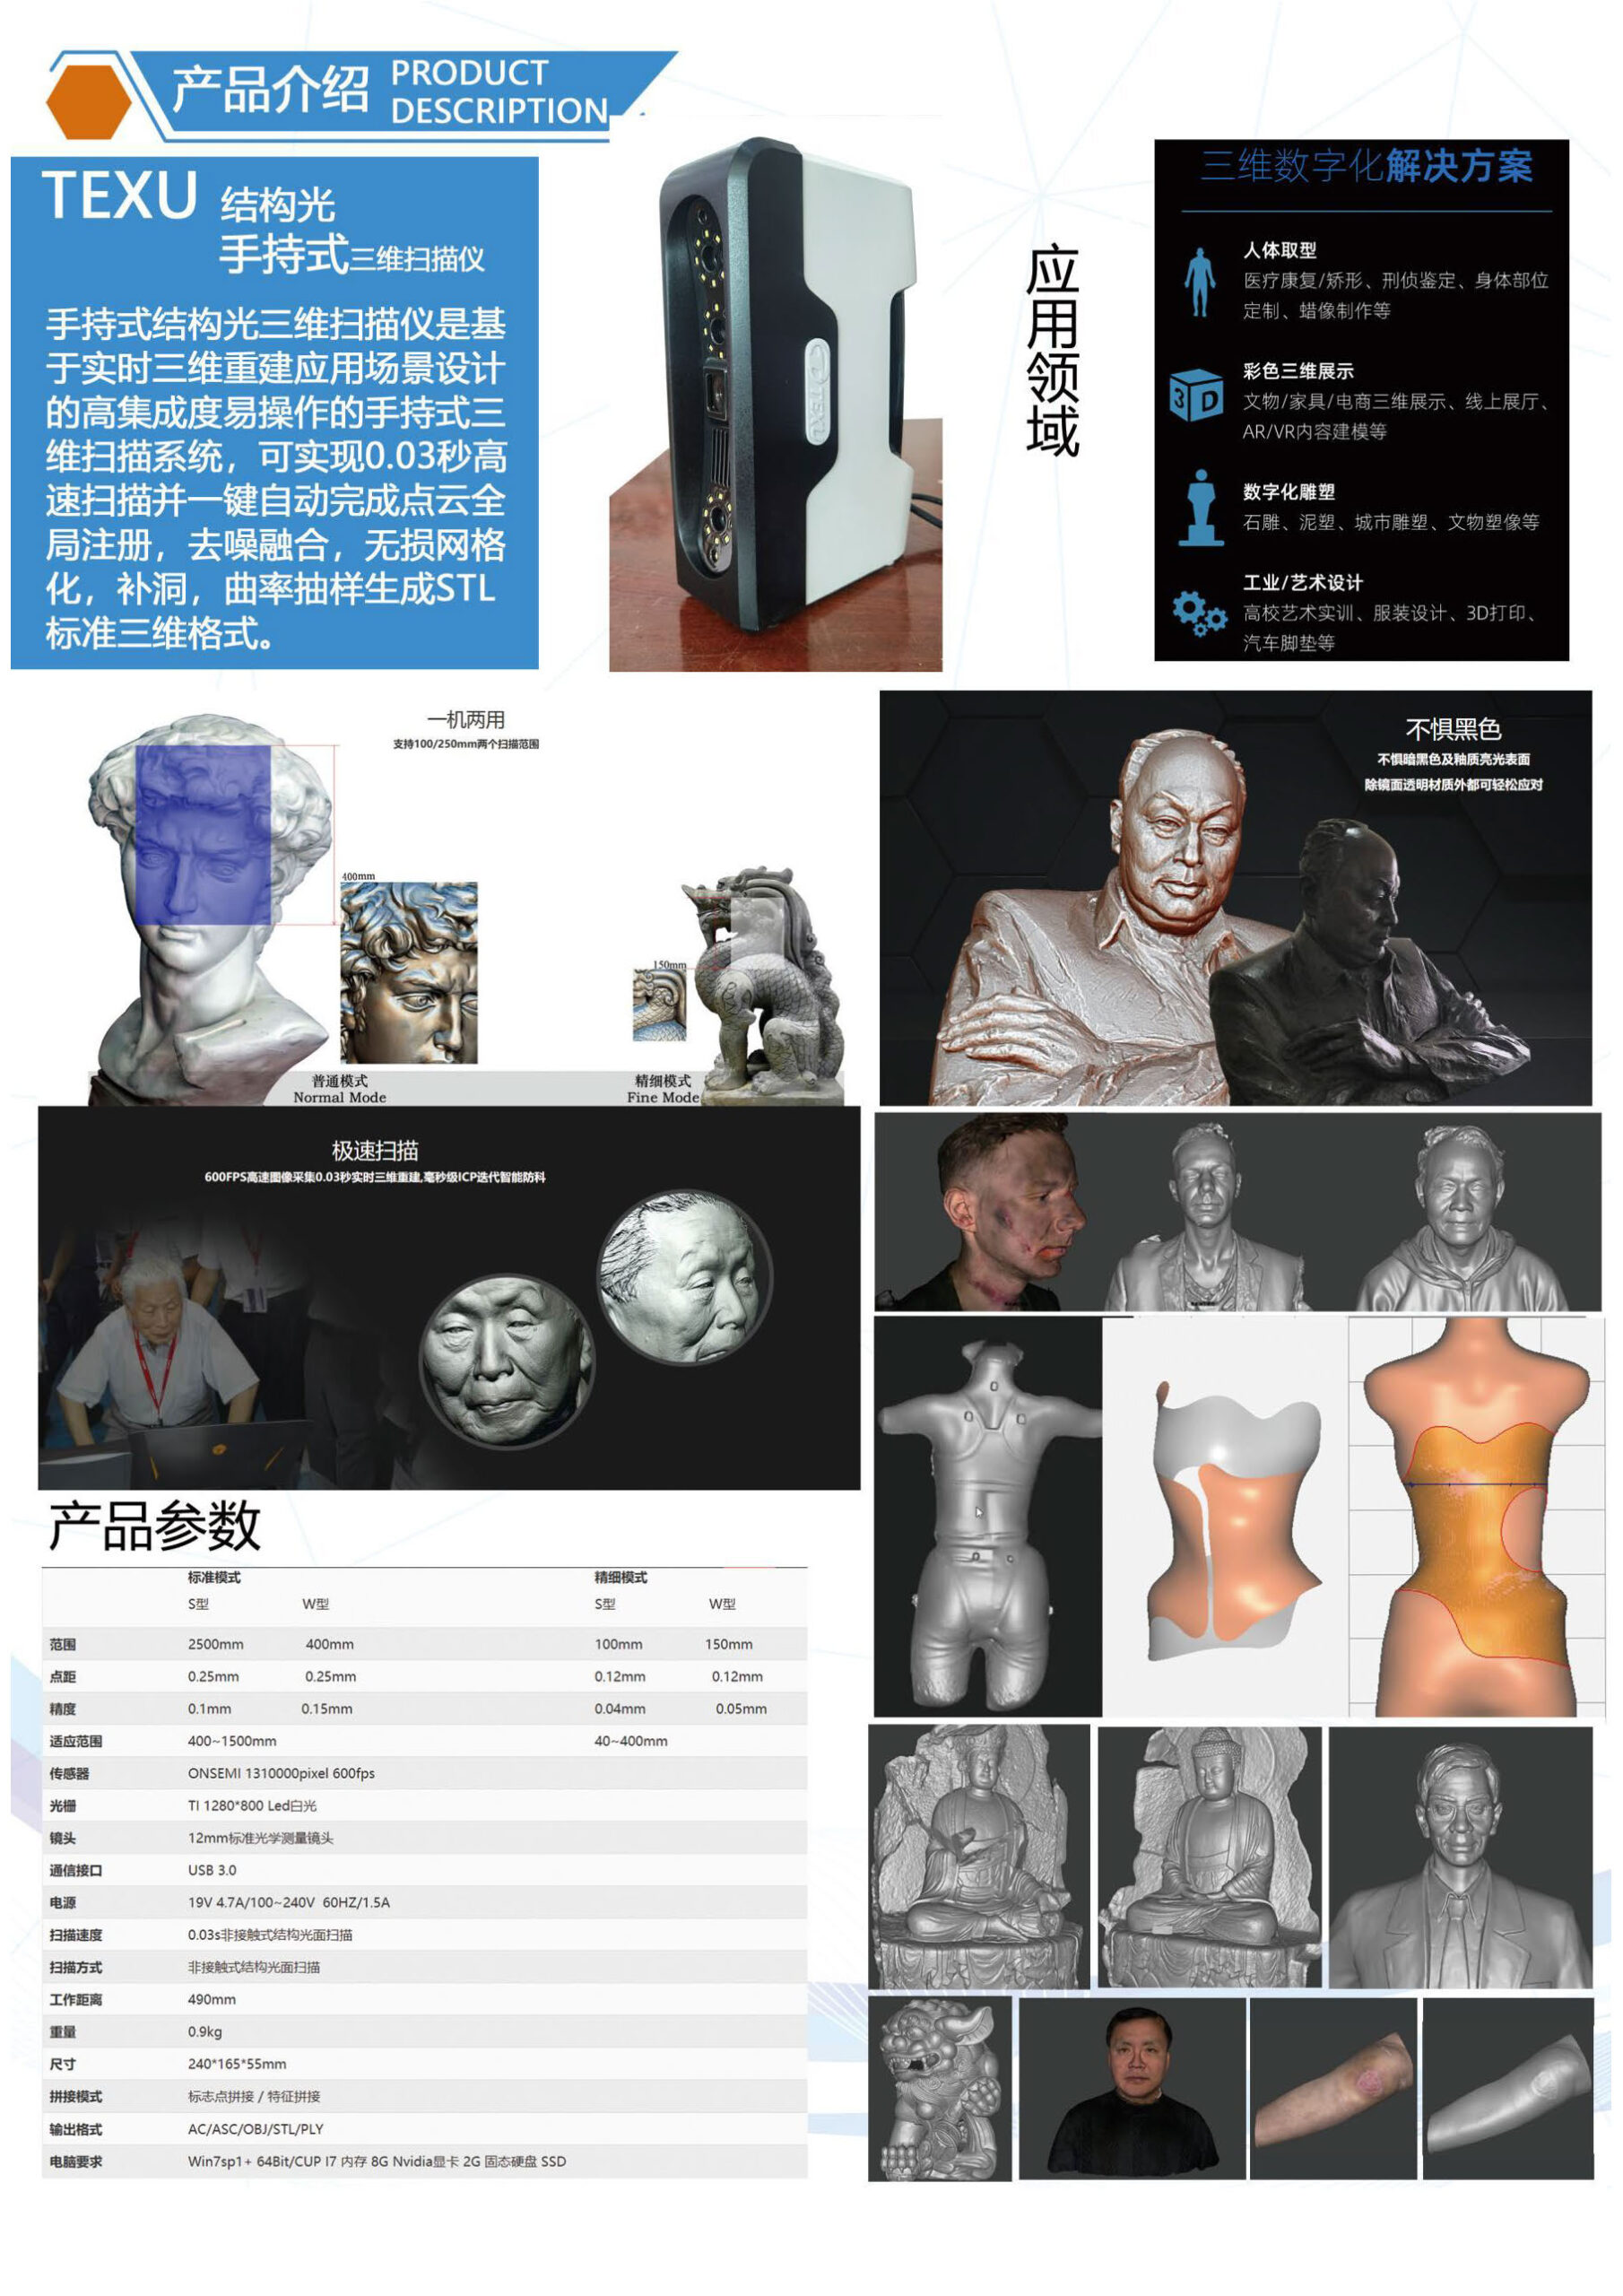 产品介绍
PRODUCT
DESCRIPTION
TEXU 结构光
手持式三维扫描仪
手持式结构光三维扫描仪是基
于实时三维重建应用场景设计
的高集成度易操作的手持式三
维扫描系统，可实现0.03秒高
速扫描并一键自动完成点云全
局注册，去噪融合，无损网格
化，补洞，曲率抽样生成STL
标准三维格式。
TEXU
应用领域
三维数字化解决方案
人体取型
医疗康复/矫形、刑侦鉴定、身体部位
定制、蜡像制作等
3D
彩色三维展示
文物/家具/电商三维展示、线上展厅、
AR/VR内容建模等
数字化雕塑
石雕、泥塑、城市雕塑、文物塑像等
工业/艺术设计
高校艺术实训、服装设计、3D打印、
汽车脚垫等
一机两用
支持100/250mm两个扫描范围
400mm
150mm
普通模式
Normal Mode
精细模式
Fine Mode
不惧黑色
不惧暗黑色及釉质亮光表面
除镜面透明材质外都可轻松应对
极速扫描
600FPS高速图像采集0.03秒实时三维重建,毫秒级ICP迭代智能防科
产品参数
标准模式 精细模式
S型 W型 S型 W型
范围 2500mm 400mm 100mm 150mm
点距 0.25mm 0.25mm 0.12mm 0.12mm
精度 0.1mm 0.15mm 0.04mm 0.05mm
适应范围 400~1500mm 40~400mm
传感器 ONSEMI 1310000pixel 600fps
光栅 TI 1280*800 Led白光
镜头 12mm标准光学测量镜头
通信接口 USB 3.0
电源 19V 4.7A/100~240V 60HZ/1.5A
扫描速度 0.03s非接触式结构光面扫描
扫描方式 非接触式结构光面扫描
工作距离 490mm
重量 0.9kg
尺寸 240*165*55mm
拼接模式 标志点拼接 / 特征拼接
输出格式 AC/ASC/OBJ/STL/PLY
电脑要求 Win7sp1+ 64Bit/CUP I7 内存 8G Nvidia显卡 2G 固态硬盘 SSD